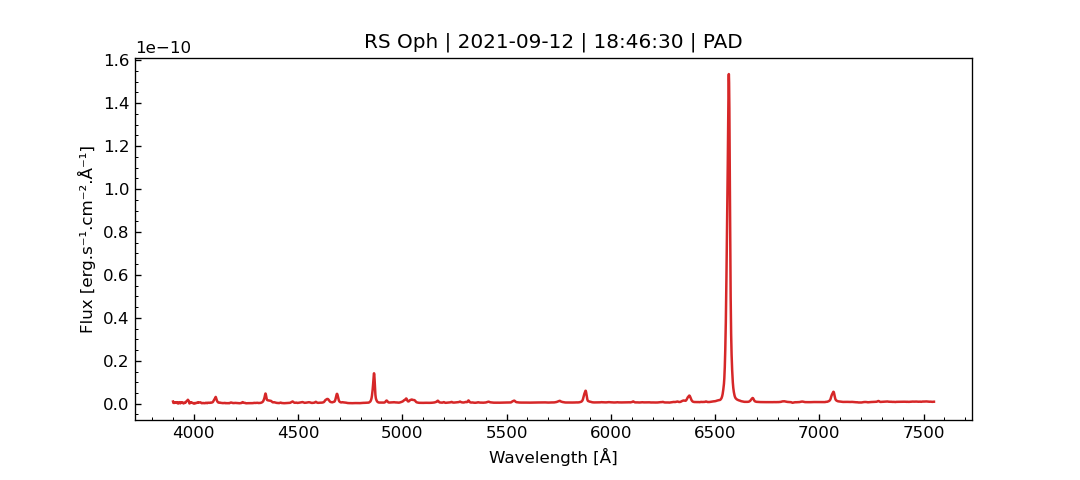 RS Oph | 2021-09-12 | 18:46:30 | PAD
1e−10
1.6
1.4
1.2
1.0
0.8
0.6
0.4
0.2
0.0
Flux [erg.s⁻¹.cm⁻².Å⁻¹]
4000 4500 5000 5500 6000 6500 7000 7500
Wavelength [Å]